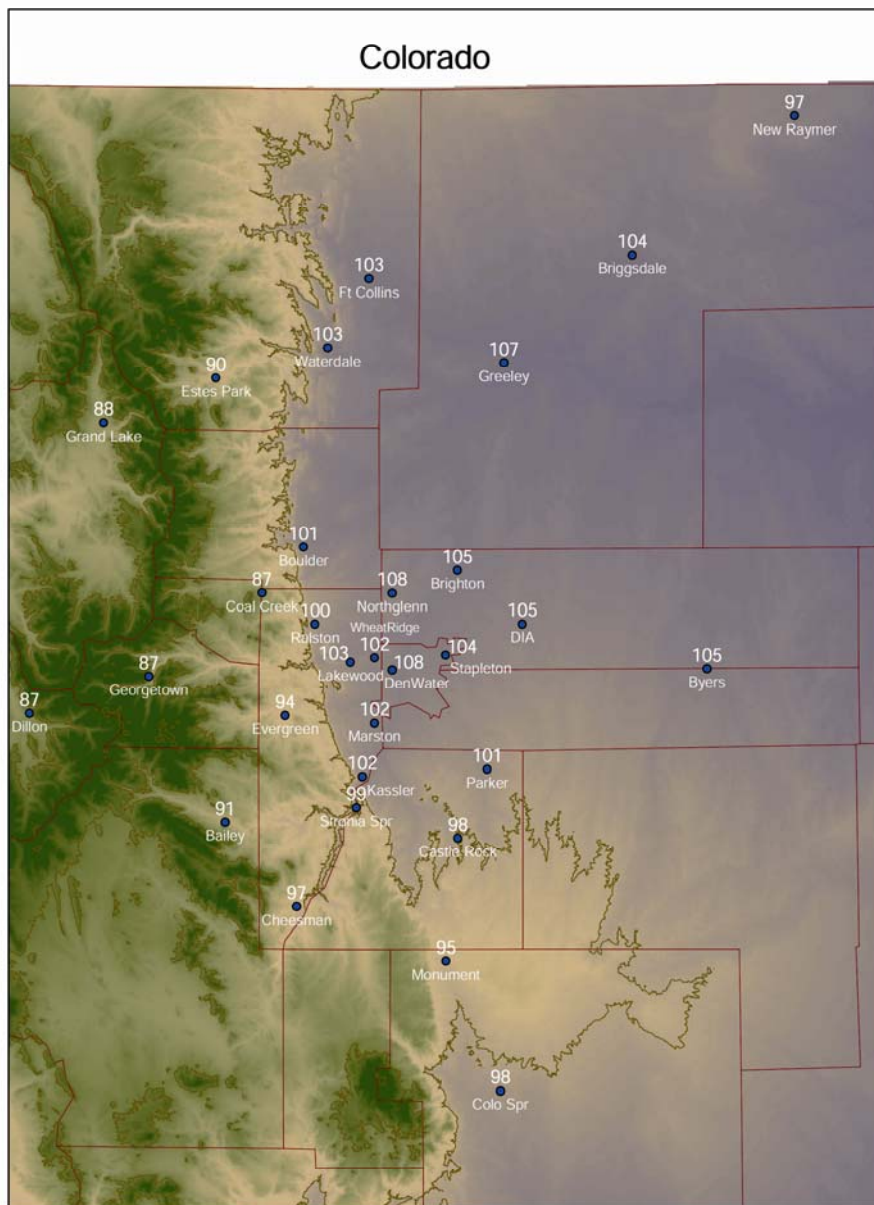 Colorado
97
New Raymer
104
Briggsdale
103
Ft Collins
103
Waterdale
107
Greeley
90
Estes Park
88
Grand Lake
101
Boulder
105
Brighton
87
Coal Creek
108
Northglenn
100
Ralston
105
DIA
WheatRidge
102
103
Lakewood
104
Stapleton
108
DenWater
105
Byers
87
Georgetown
87
Dillon
94
Evergreen
102
Marston
102
Kassler
101
Parker
99
Strontia Spr
98
Castle Rock
91
Bailey
97
Cheesman
95
Monument
98
Colo Spr